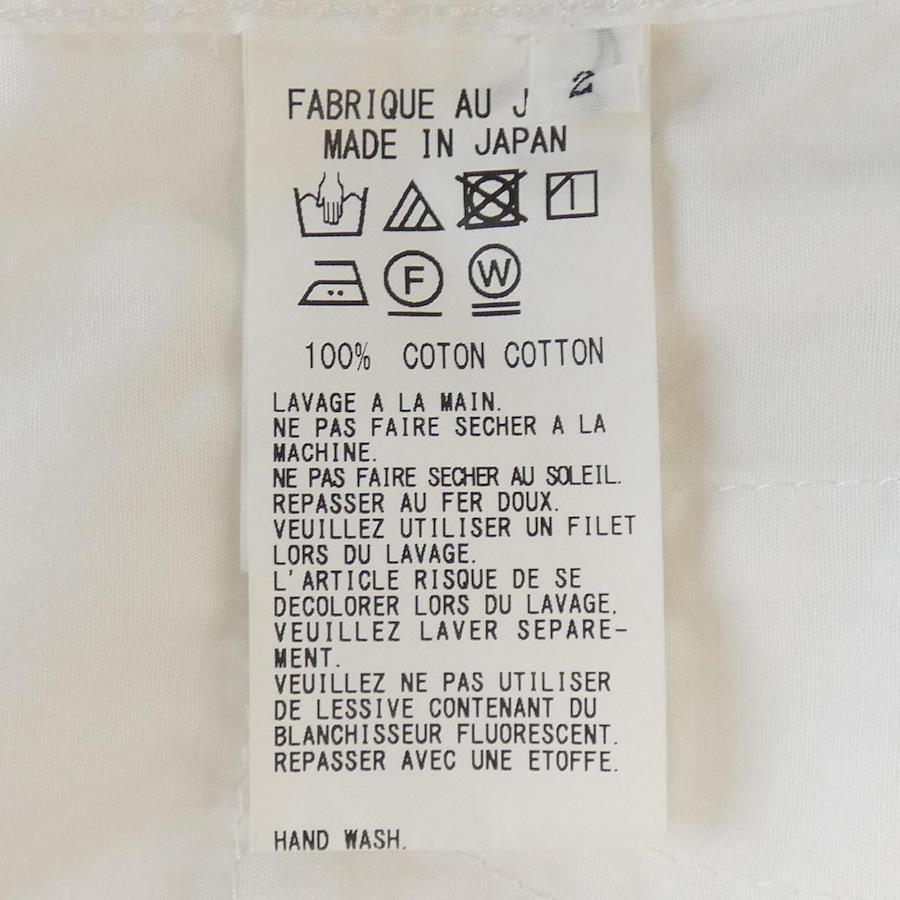 2
FABRIQUE AU J
MADE IN JAPAN
F W
100% COTON COTTON
LAVAGE A LA MAIN.
NE PAS FAIRE SECHER A LA
MACHINE.
NE PAS FAIRE SECHER AU SOLEIL.
REPASSER AU FER DOUX.
VEUILLEZ UTILISER UN FILET
LORS DU LAVAGE.
L'ARTICLE RISQUE DE SE
DECOLORER LORS DU LAVAGE.
VEUILLEZ LAVER SEPARE-
MENT.
VEUILLEZ NE PAS UTILISER
DE LESSIVE CONTENANT DU
BLANCHISSEUR FLUORESCENT.
REPASSER AVEC UNE ETOFFE.
HAND WASH.